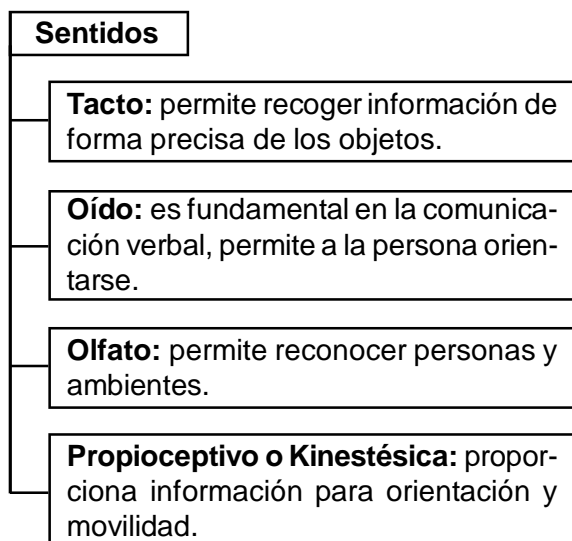 Sentidos
Tacto: permite recoger información de
forma precisa de los objetos.
Oído: es fundamental en la comunica-
ción verbal, permite a la persona orien-
tarse.
Olfato: permite reconocer personas y
ambientes.
Propioceptivo o Kinestésica: propor-
ciona información para orientación y
movilidad.